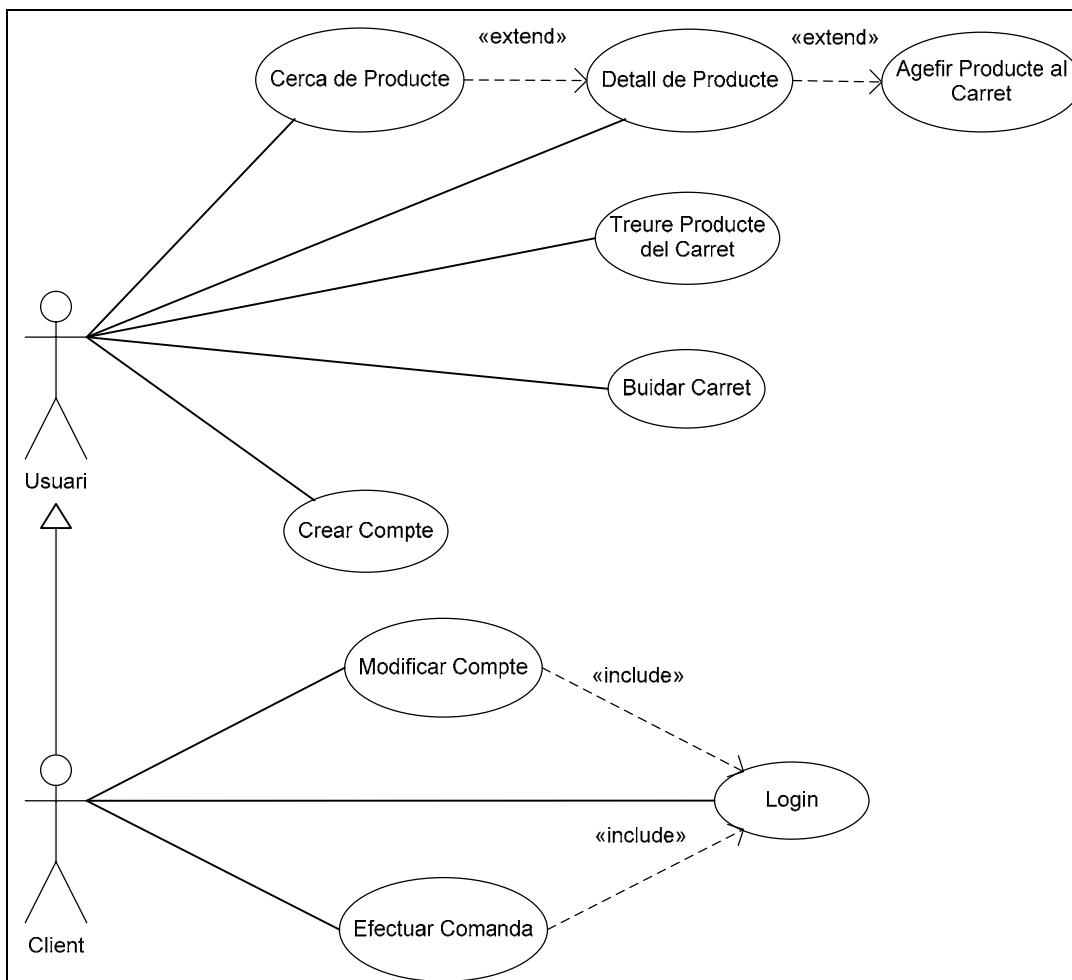 «extend»
«extend»
Cerca de Producte
Detall de Producte
Agefir Producte al
Carret
Treure Producte
del Carret
Buidar Carret
Usuari
Crear Compte
Modificar Compte
«include»
Login
«include»
Efectuar Comanda
Client